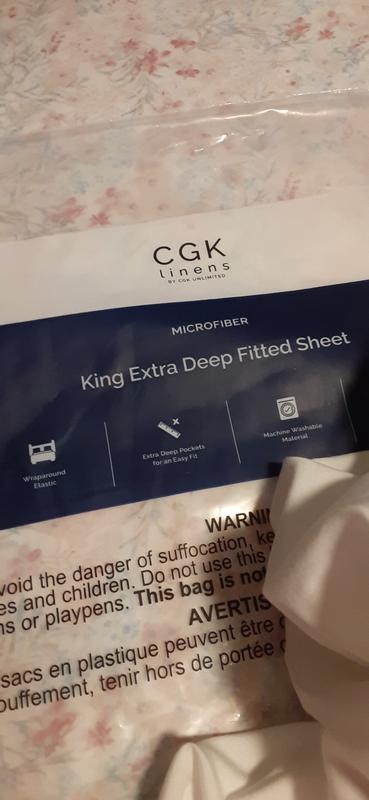 CGK
linens
BY CGK UNLIMITED
MICROFIBER
King Extra Deep Fitted Sheet
Wraparound
Elastic
Extra Deep Pockets
for an Easy Fit
Machine Washable
Material
WARNI
void the danger of suffocation, ke
es and children. Do not use this
ns or playpens. This bag is not
AVERTIS
sacs en plastique peuvent être
ouffement, tenir hors de portée